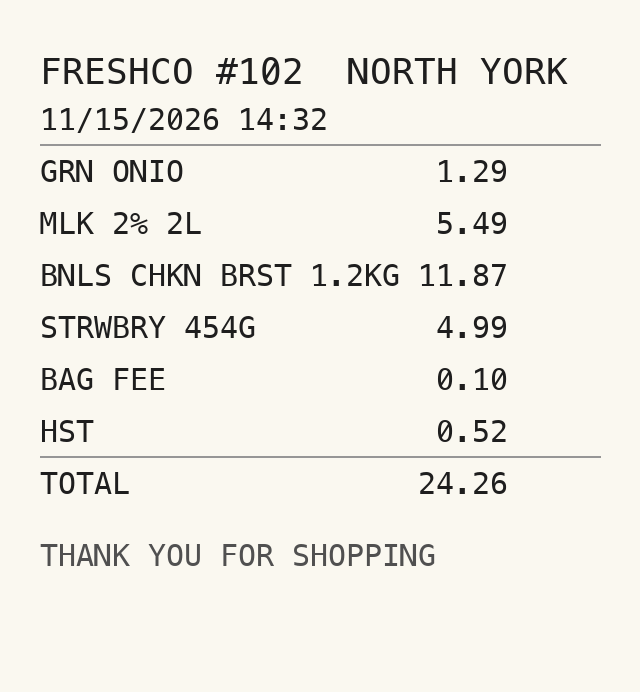 FRESHCO #102  NORTH YORK
11/15/2026 14:32
GRN ONIO 1.29
MLK 2% 2L 5.49
BNLS CHKN BRST 1.2KG 11.87
STRWBRY 454G 4.99
BAG FEE 0.10
HST 0.52
TOTAL 24.26
THANK YOU FOR SHOPPING